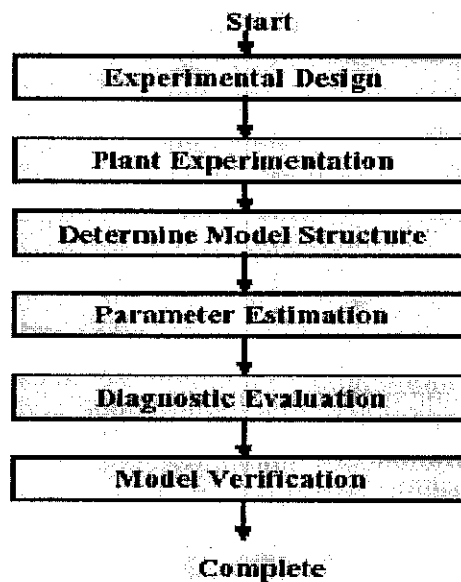 Start
Experimental Design
Plant Experimentation
Determine Model Structure
Parameter Estimation
Diagnostic Evaluation
Model Verification
Complete